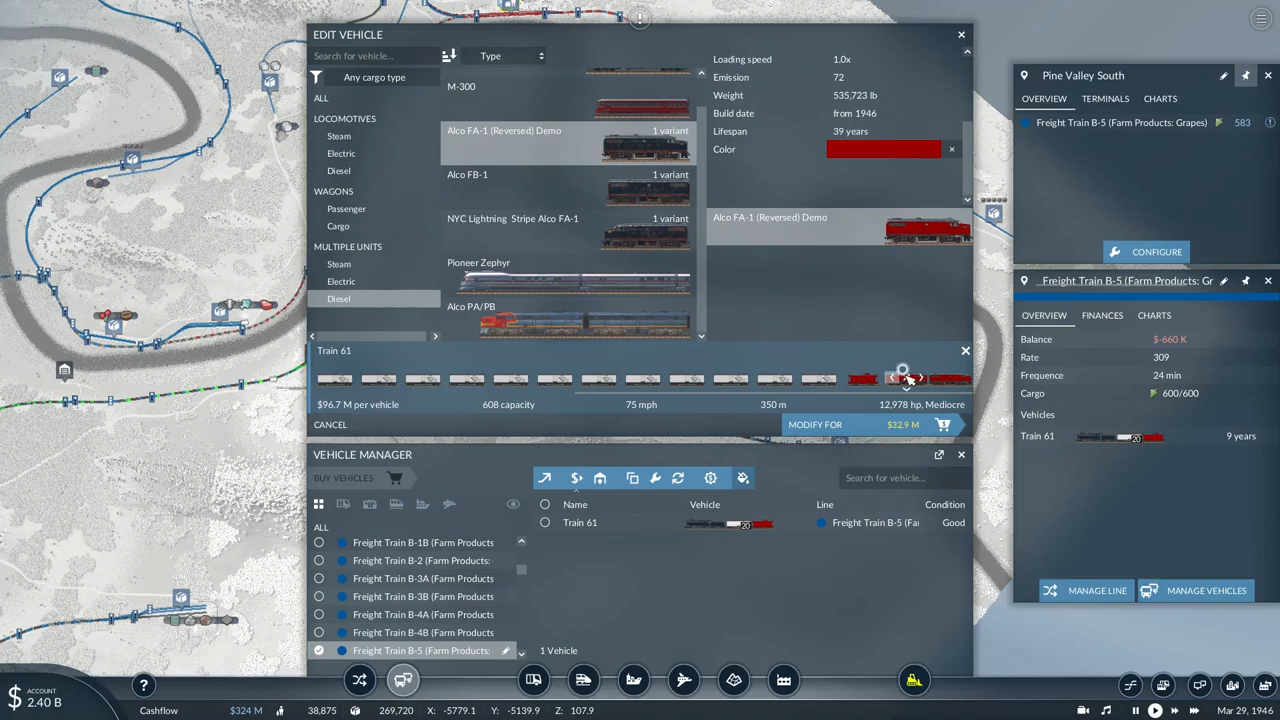 EDIT VEHICLE
Search for vehicle...
Type
Any cargo type
ALL
LOCOMOTIVES
Steam
Electric
Diesel
WAGONS
Passenger
Cargo
MULTIPLE UNITS
Steam
Electric
Diesel
M-300
Alco FA-1 (Reversed) Demo 1 variant
Alco FB-1 1 variant
NYC Lightning Stripe Alco FA-1 1 variant
Pioneer Zephyr
Alco PA/PB
Loading speed 1.0x
Emission 72
Weight 535,723 lb
Build date from 1946
Lifespan 39 years
Color
Alco FA-1 (Reversed) Demo
Train 61
$96.7 M per vehicle 608 capacity 75 mph 350 m 12,978 hp, Mediocre
CANCEL MODIFY FOR $32.9 M
VEHICLE MANAGER
BUY VEHICLES
Search for vehicle...
Name Vehicle Line Condition
Train 61 20 Freight Train B-5 (Fa Good
ALL
Freight Train B-1B (Farm Products
Freight Train B-2 (Farm Products:
Freight Train B-3A (Farm Products
Freight Train B-3B (Farm Products
Freight Train B-4A (Farm Products
Freight Train B-4B (Farm Products
Freight Train B-5 (Farm Products: 1 Vehicle
Pine Valley South
OVERVIEW TERMINALS CHARTS
Freight Train B-5 (Farm Products: Grapes) 583
CONFIGURE
Freight Train B-5 (Farm Products: Gr
OVERVIEW FINANCES CHARTS
Balance $-660 K
Rate 309
Frequence 24 min
Cargo 600/600
Vehicles
Train 61 20 9 years
MANAGE LINE MANAGE VEHICLES
$ ACCOUNT
2.40 B
?
Cashflow $324 M 38,875 269,720 X: -5779.1 Y: -5139.9 Z: 107.9 Mar 29, 1946